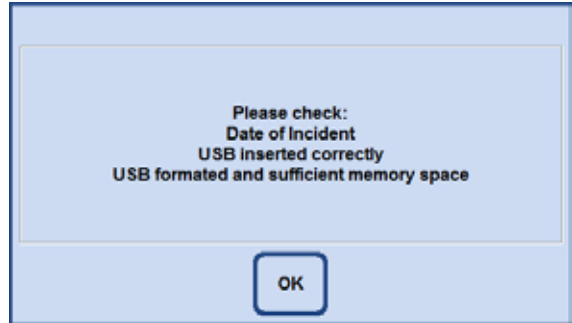 Please check:
Date of Incident
USB inserted correctly
USB formated and sufficient memory space
OK